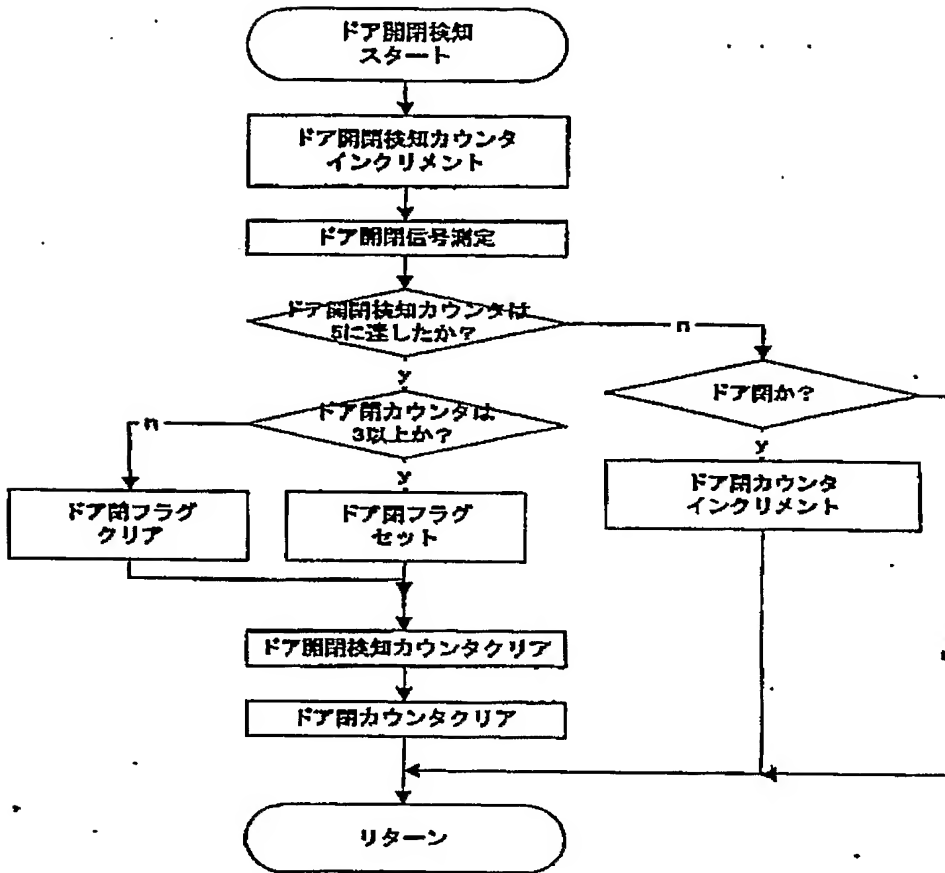 ドア開閉検知
スタート
ドア開閉検知カウンタ
インクリメント
ドア開閉信号測定
ドア開閉検知カウンタは
5に達したか?
n
y
ドア閉か?
ドア閉カウンタは
3以上か?
n
y
y
ドア閉カウンタ
インクリメント
ドア閉フラグ
クリア
ドア閉フラグ
セット
ドア開閉検知カウンタクリア
ドア閉カウンタクリア
リターン